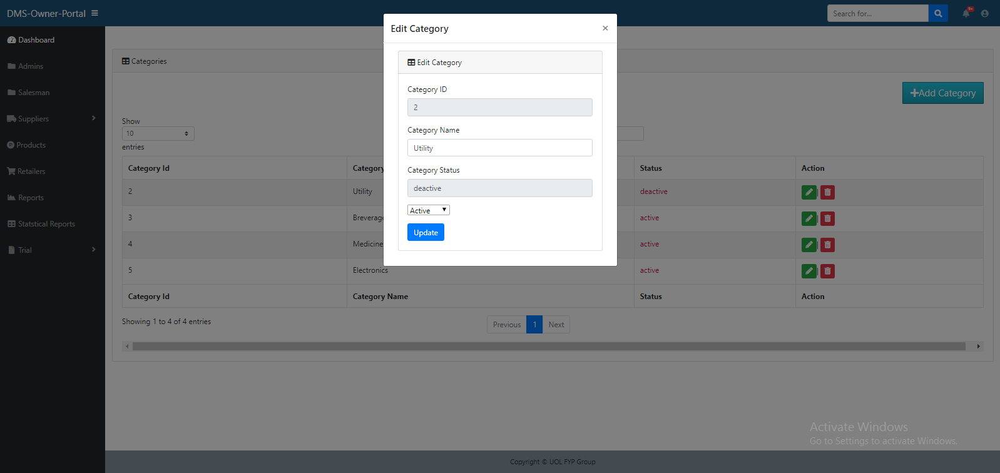 DMS-Owner-Portal
Search for...
9+
Dashboard
Admins
Salesman
Suppliers
Products
Retailers
Reports
Statstical Reports
Trial
Categories
Add Category
Show
10
entries
Category Id Category Status Action
2 Utility deactive
3 Breverage active
4 Medicine active
5 Electronics active
Category Id Category Name Status Action
Showing 1 to 4 of 4 entries
Previous 1 Next
Edit Category ×
Edit Category
Category ID
2
Category Name
Utility
Category Status
deactive
Active
Update
Activate Windows
Go to Settings to activate Windows.
Copyright © UOL FYP Group